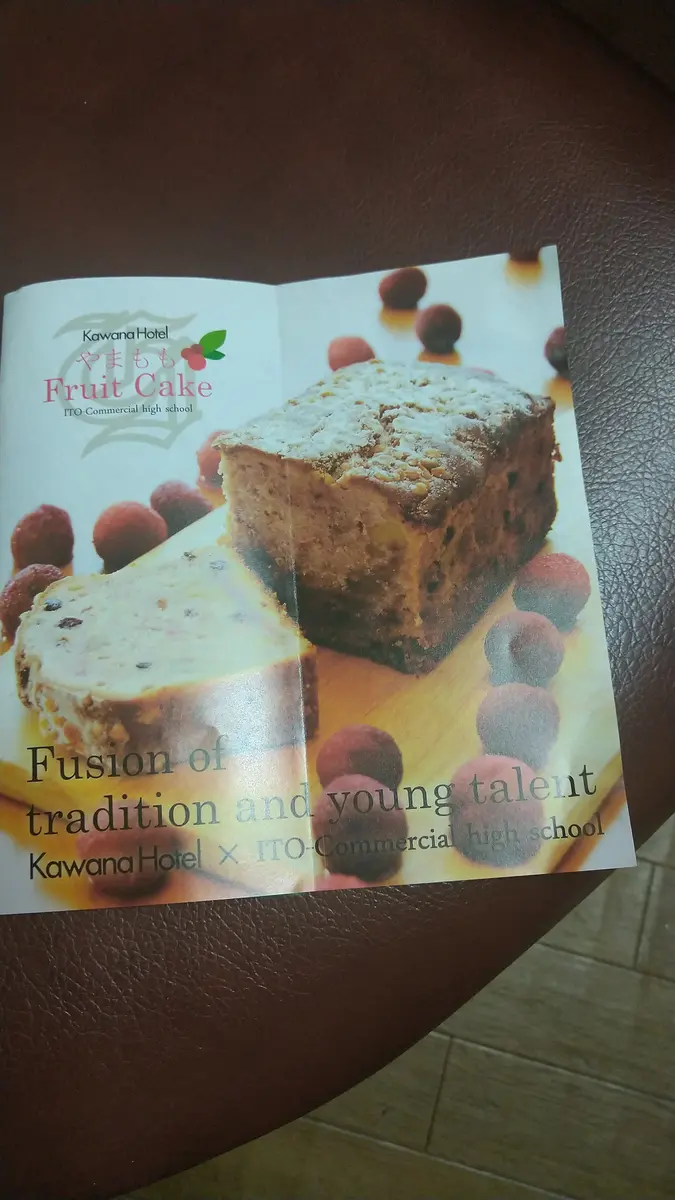 Kawana Hotel
やまもも
Fruit Cake
ITO-Commercial high school
Fusion of
tradition and young talent
Kawana Hotel × ITO-Commercial high school